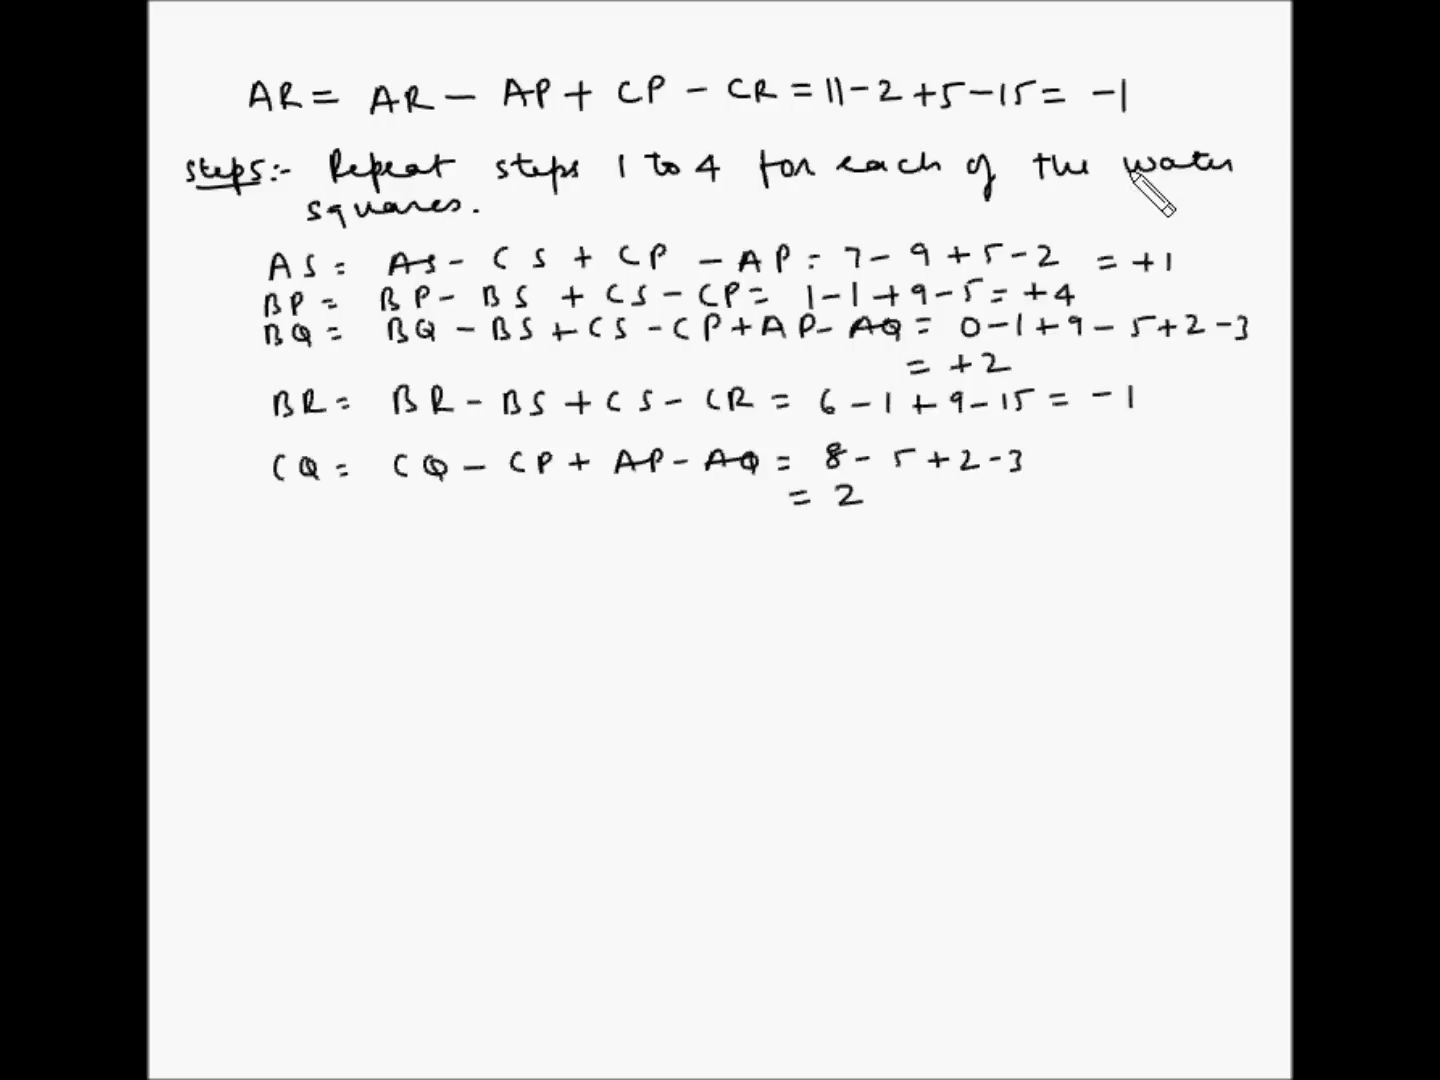 AR = AR - AP + CP - CR = 11 - 2 + 5 - 15 = -1
Step5:- Repeat steps 1 to 4 for each of the water
squares.
AS = AS - CS + CP - AP = 7 - 9 + 5 - 2 = +1
BP = BP - BS + CS - CP = 1 - 1 + 9 - 5 = +4
BQ = BQ - BS + CS - CP + AP - AQ = 0 - 1 + 9 - 5 + 2 - 3
= +2
BR = BR - BS + CS - CR = 6 - 1 + 9 - 15 = -1
CQ = CQ - CP + AP - AQ = 8 - 5 + 2 - 3
= 2